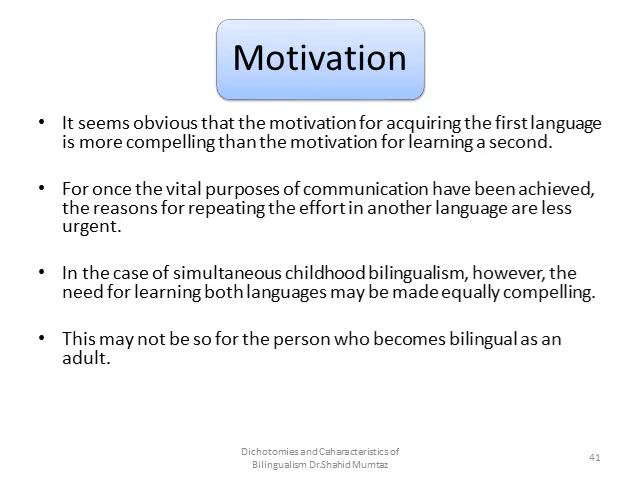 Motivation
• It seems obvious that the motivation for acquiring the first language
is more compelling than the motivation for learning a second.
• For once the vital purposes of communication have been achieved,
the reasons for repeating the effort in another language are less
urgent.
• In the case of simultaneous childhood bilingualism, however, the
need for learning both languages may be made equally compelling.
• This may not be so for the person who becomes bilingual as an
adult.
Dichotomies and Caharacteristics of
Bilingualism Dr.Shahid Mumtaz
41